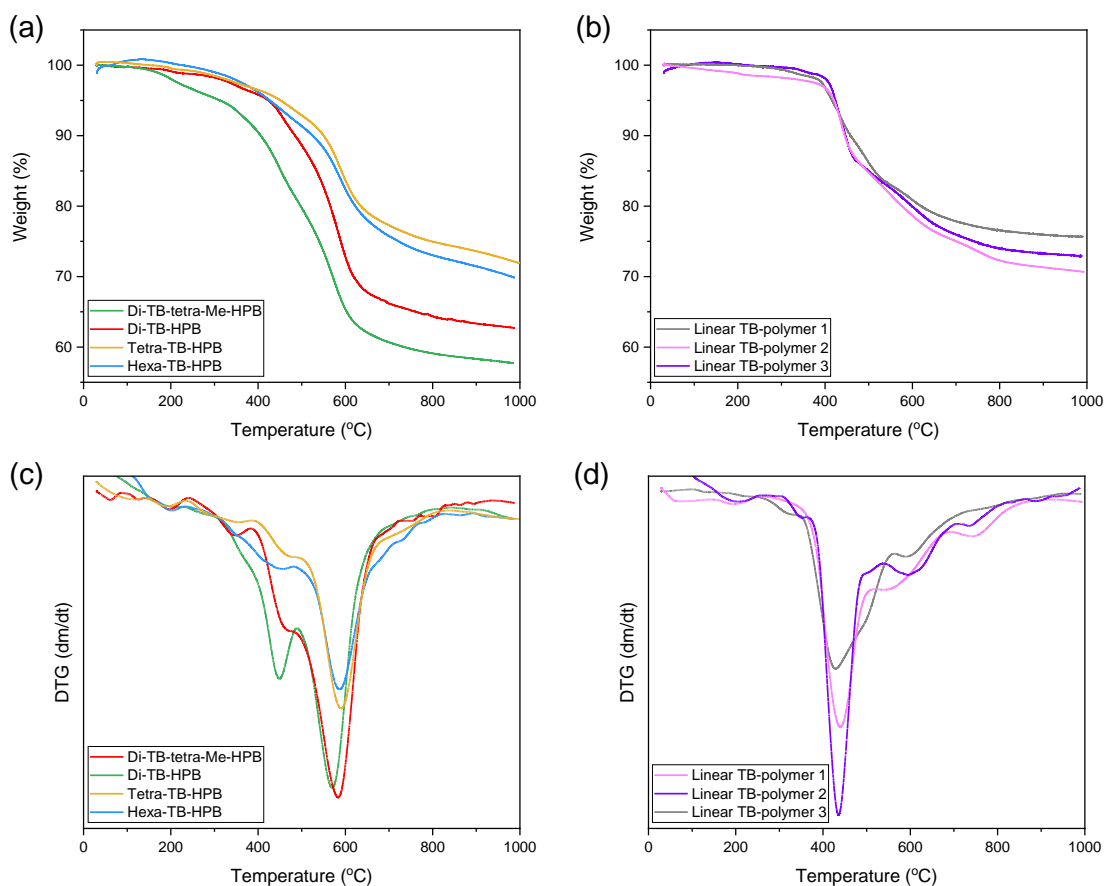 (a)
100
90
80
70
60
Weight (%)
0
200
400
600
800
1000
Temperature (°C)
Di-TB-tetra-Me-HPB
Di-TB-HPB
Tetra-TB-HPB
Hexa-TB-HPB
(b)
100
90
80
70
60
Weight (%)
0
200
400
600
800
1000
Temperature (°C)
Linear TB-polymer 1
Linear TB-polymer 2
Linear TB-polymer 3
(c)
DTG (dm/dt)
0
200
400
600
800
1000
Temperature (°C)
Di-TB-tetra-Me-HPB
Di-TB-HPB
Tetra-TB-HPB
Hexa-TB-HPB
(d)
DTG (dm/dt)
0
200
400
600
800
1000
Temperature (°C)
Linear TB-polymer 1
Linear TB-polymer 2
Linear TB-polymer 3